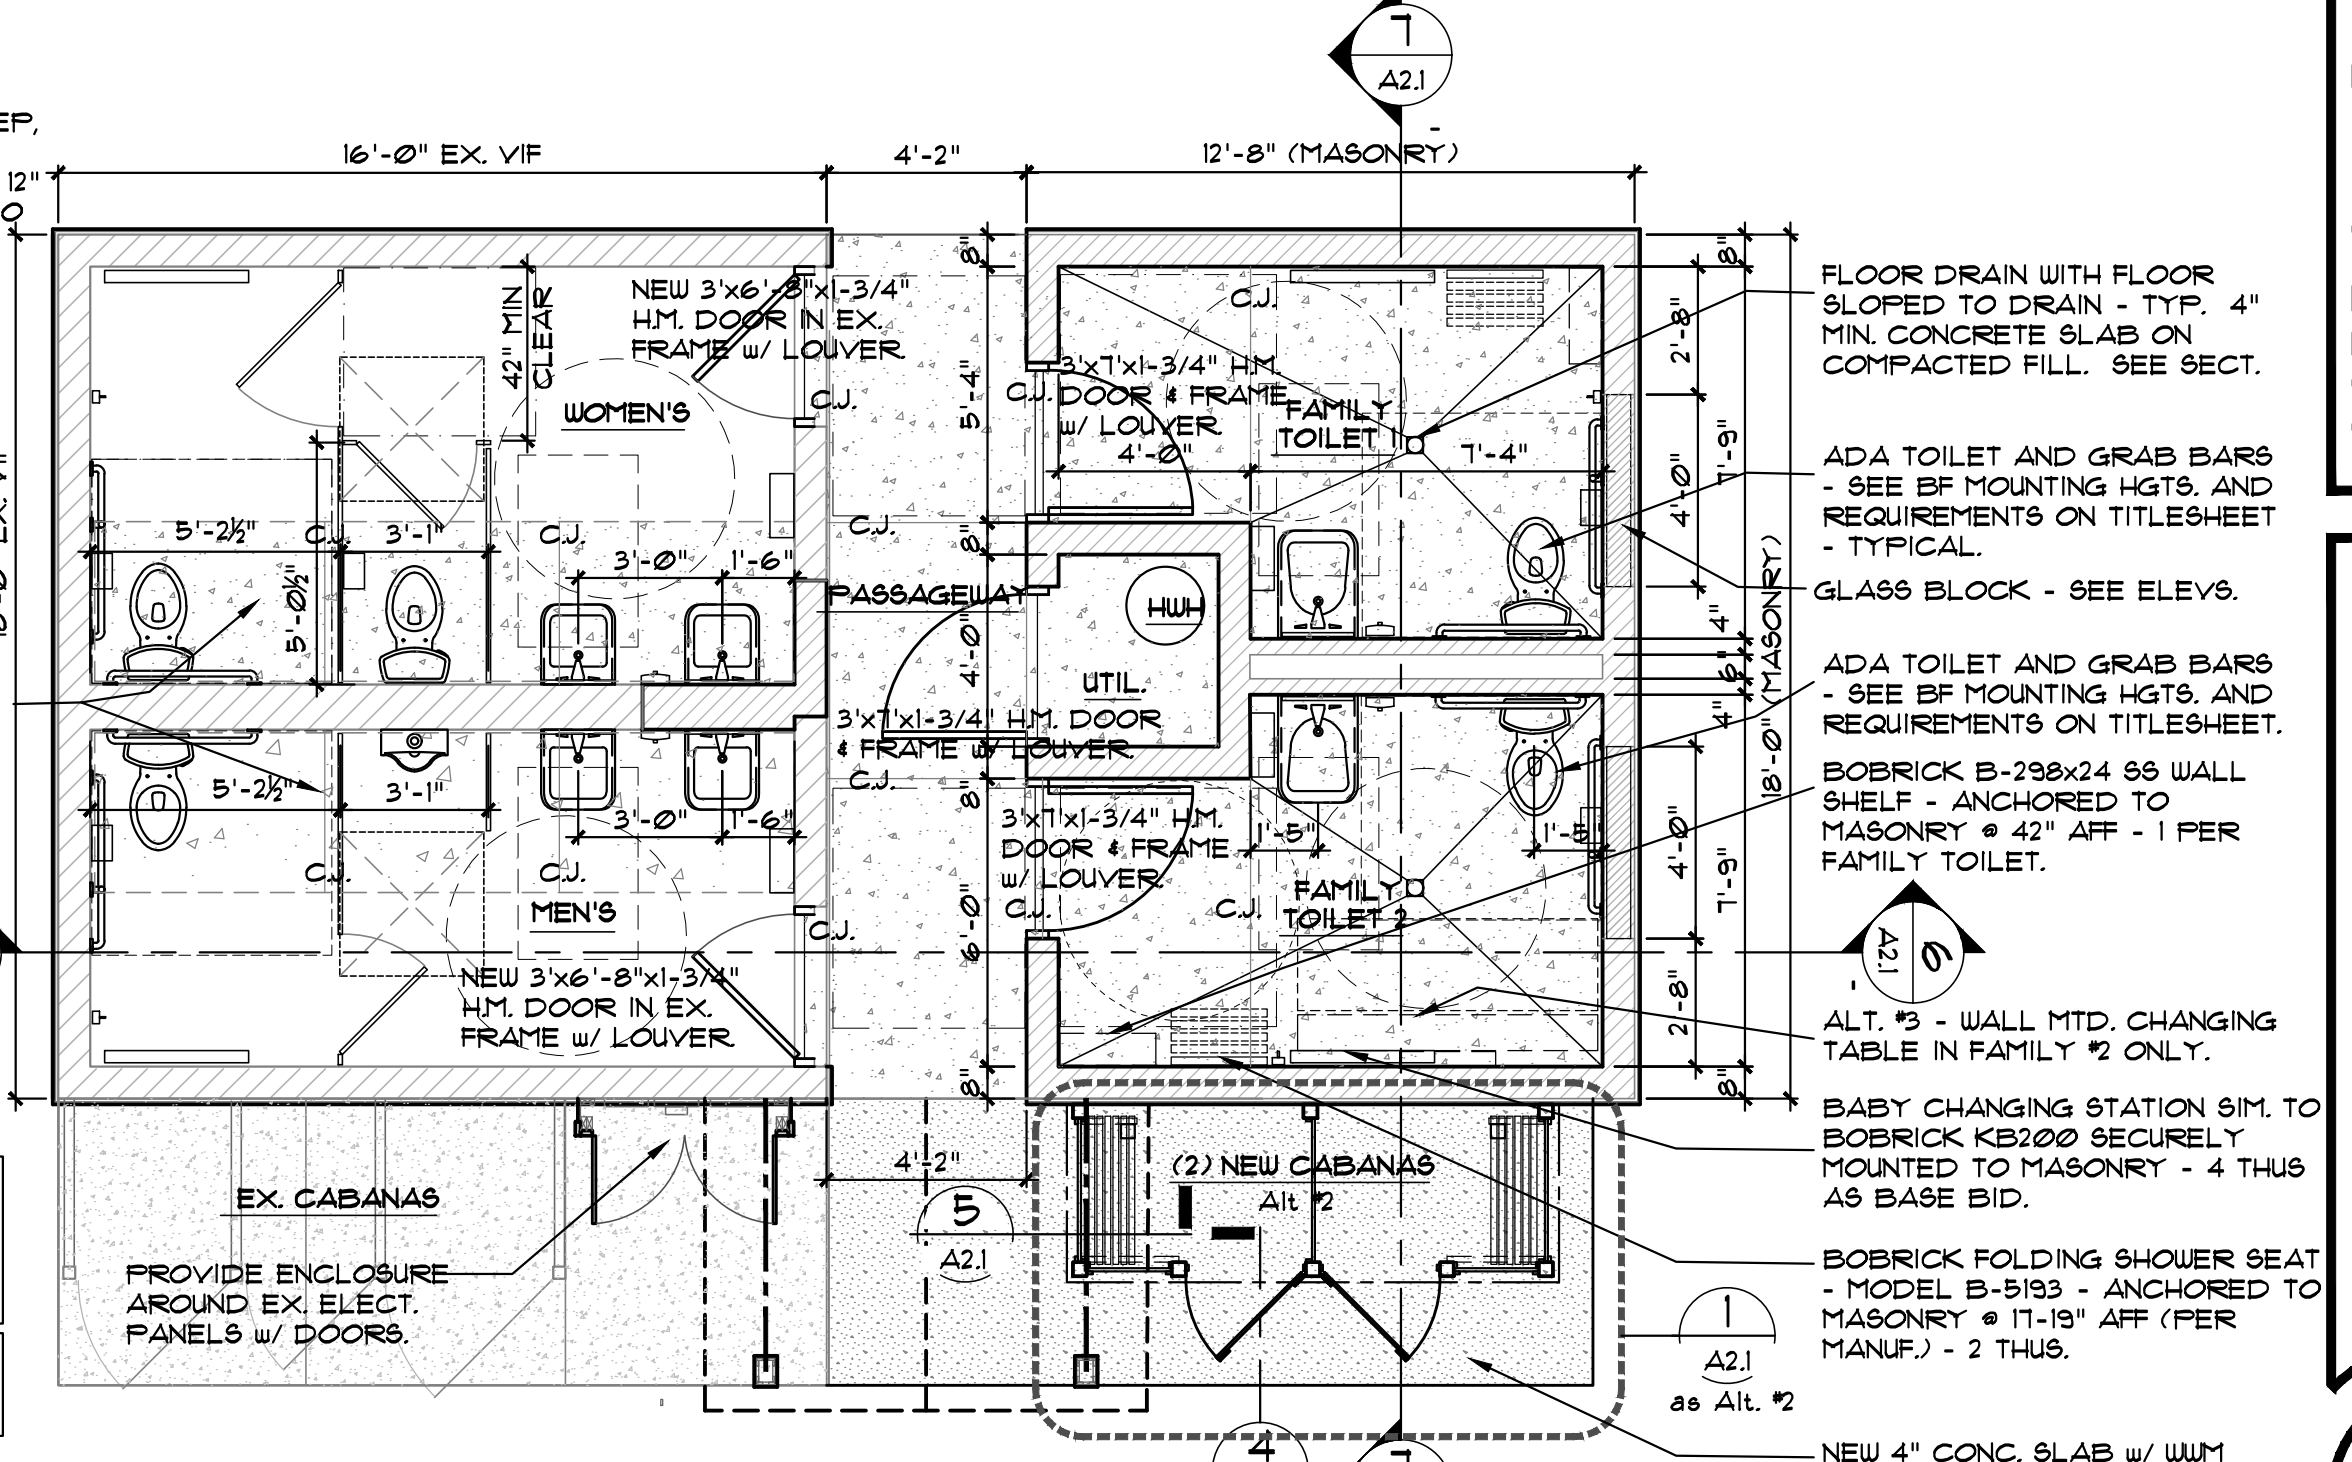 7
A2.1
EP,
12"
16'-0" EX. VIF
4'-2"
12'-8" (MASONRY)
8"
8"
42" MIN
CLEAR
NEW 3'x6'-8"x1-3/4"
H.M. DOOR IN EX.
FRAME w/ LOUVER.
WOMEN'S
C.J.
C.J.
5'-4"
C.J.
C.J.
3'x7'x1-3/4" H.M.
DOOR & FRAME
w/ LOUVER.
FAMILY
TOILET 1
4'-0"
7'-4"
2'-8"
7'-9"
4'-0"
FLOOR DRAIN WITH FLOOR
SLOPED TO DRAIN - TYP. 4"
MIN. CONCRETE SLAB ON
COMPACTED FILL. SEE SECT.
ADA TOILET AND GRAB BARS
- SEE BF MOUNTING HGTS. AND
REQUIREMENTS ON TITLESHEET
- TYPICAL.
GLASS BLOCK - SEE ELEVS.
5'-2½"
C.J.
3'-1"
C.J.
3'-0"
1'-6"
5'-0½"
8"
PASSAGEWAY
4'-0"
HWH
UTIL.
4"
6"
4"
18'-0" (MASONRY)
ADA TOILET AND GRAB BARS
- SEE BF MOUNTING HGTS. AND
REQUIREMENTS ON TITLESHEET.
3'x7'x1-3/4" H.M. DOOR
& FRAME w/ LOUVER.
C.J.
5'-2½"
3'-1"
3'-0"
1'-6"
8"
3'x7'x1-3/4" H.M.
DOOR & FRAME
w/ LOUVER.
1'-5"
1'-5"
4'-0"
7'-9"
BOBRICK B-298x24 SS WALL
SHELF - ANCHORED TO
MASONRY @ 42" AFF - 1 PER
FAMILY TOILET.
C.J.
C.J.
MEN'S
C.J.
C.J.
C.J.
FAMILY
TOILET 2
6'-0"
6
A2.1
NEW 3'x6'-8"x1-3/4"
H.M. DOOR IN EX.
FRAME w/ LOUVER.
2'-8"
ALT. #3 - WALL MTD. CHANGING
TABLE IN FAMILY #2 ONLY.
8"
8"
BABY CHANGING STATION SIM. TO
BOBRICK KB200 SECURELY
MOUNTED TO MASONRY - 4 THUS
AS BASE BID.
EX. CABANAS
4'-2"
(2) NEW CABANAS
Alt #2
5
A2.1
PROVIDE ENCLOSURE
AROUND EX. ELECT.
PANELS w/ DOORS.
BOBRICK FOLDING SHOWER SEAT
- MODEL B-5193 - ANCHORED TO
MASONRY @ 17-19" AFF (PER
MANUF.) - 2 THUS.
1
A2.1
as Alt. #2
4
7
NEW 4" CONC. SLAB w/ WWM